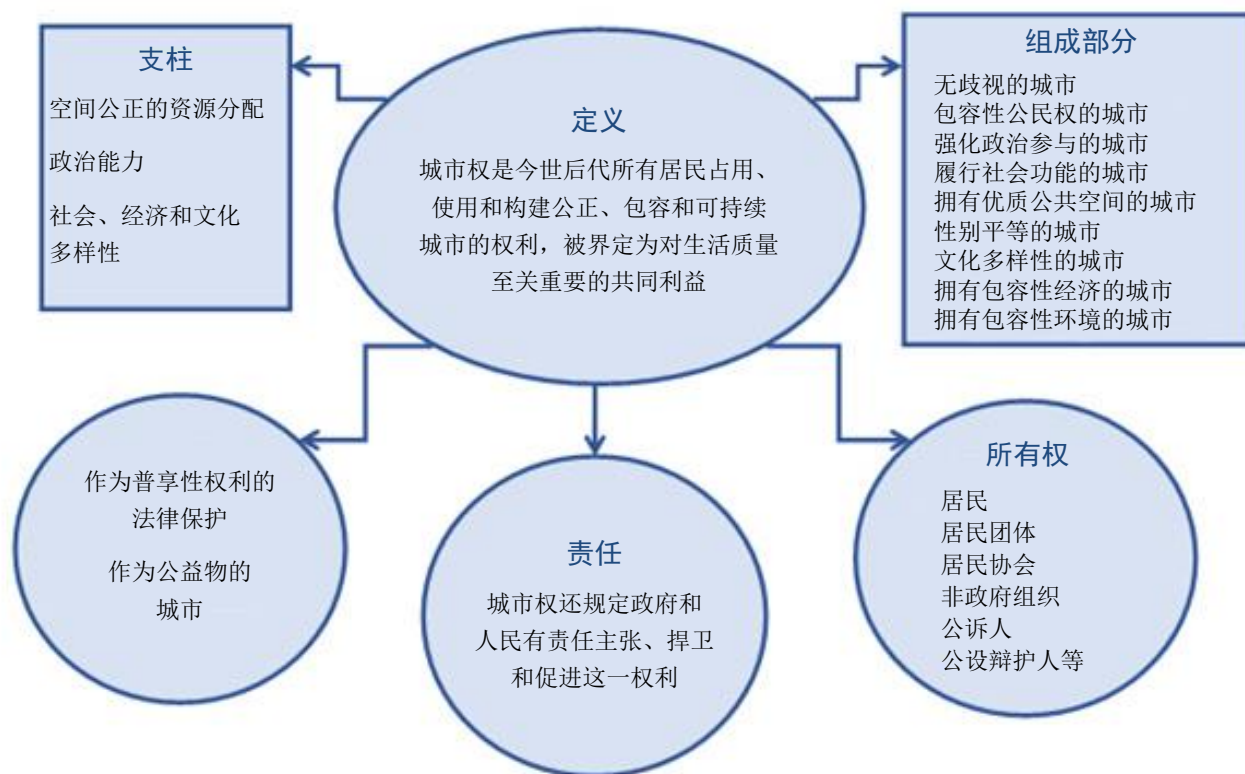 支柱
空间公正的资源分配
政治能力
社会、经济和文化
多样性
定义
城市权是今世后代所有居民占用、
使用和构建公正、包容和可持续
城市的权利，被界定为对生活质量
至关重要的共同利益
组成部分
无歧视的城市
包容性公民权的城市
强化政治参与的城市
履行社会功能的城市
拥有优质公共空间的城市
性别平等的城市
文化多样性的城市
拥有包容性经济的城市
拥有包容性环境的城市
作为普享性权利的
法律保护
作为公益物的
城市
责任
城市权还规定政府和
人民有责任主张、捍卫
和促进这一权利
所有权
居民
居民团体
居民协会
非政府组织
公诉人
公设辩护人等